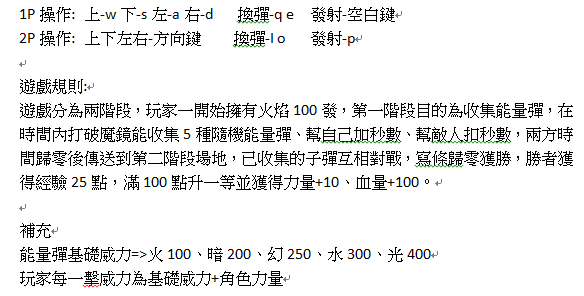 1P 操作:  上-w 下-s 左-a 右-d    換彈-q e   發射-空白鍵
2P 操作:  上下左右-方向鍵      換彈-l o   發射-p
遊戲規則:
遊戲分為兩階段，玩家一開始擁有火焰 100 發，第一階段目的為收集能量彈，在
時間內打破魔鏡能收集 5 種隨機能量彈、幫自己加秒數、幫敵人扣秒數，兩方時
間歸零後傳送到第二階段場地，已收集的子彈互相對戰，寫條歸零獲勝，勝者獲
得經驗 25 點，滿 100 點升一等並獲得力量+10、血量+100。
補充
能量彈基礎威力=>火 100、暗 200、幻 250、水 300、光 400
玩家每一擊威力為基礎威力+角色力量